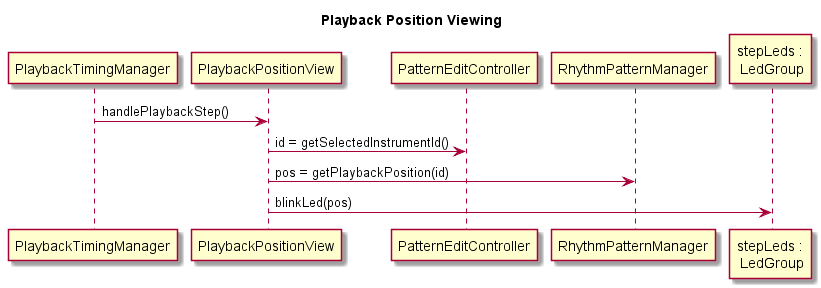 Playback Position Viewing
PlaybackTimingManager
PlaybackPositionView
PatternEditController
RhythmPatternManager
stepLeds :
LedGroup
handlePlaybackStep()
id = getSelectedInstrumentId()
pos = getPlaybackPosition(id)
blinkLed(pos)
PlaybackTimingManager
PlaybackPositionView
PatternEditController
RhythmPatternManager
stepLeds :
LedGroup